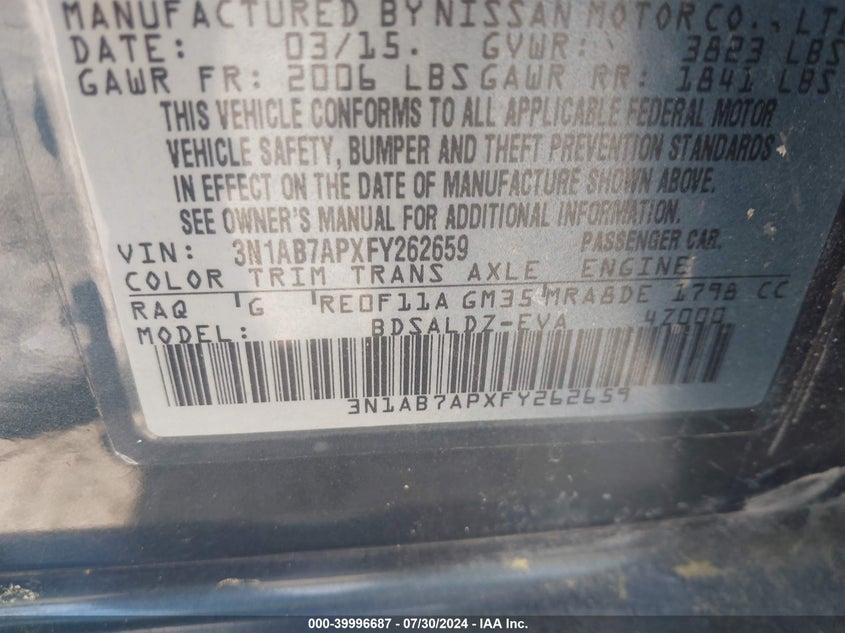 MANUFACTURED BY NISSAN MOTOR CO., LTD
DATE: 03/15. GVWR: 3823 LBS
GAWR FR: 2006 LBS GAWR RR: 1841 LBS
THIS VEHICLE CONFORMS TO ALL APPLICABLE FEDERAL MOTOR
VEHICLE SAFETY, BUMPER AND THEFT PREVENTION STANDARDS
IN EFFECT ON THE DATE OF MANUFACTURE SHOWN ABOVE.
SEE OWNER'S MANUAL FOR ADDITIONAL INFORMATION.
VIN: 3N1AB7APXFY262659 PASSENGER CAR.
COLOR TRIM TRANS AXLE ENGINE
RAQ G RE0F11A GM35 MRA8DE 1798 CC
MODEL: BDSALDZ-EVA 4Z000
3N1AB7APXFY262659
000-39996687 / 07/30/2024 - IAA Inc.